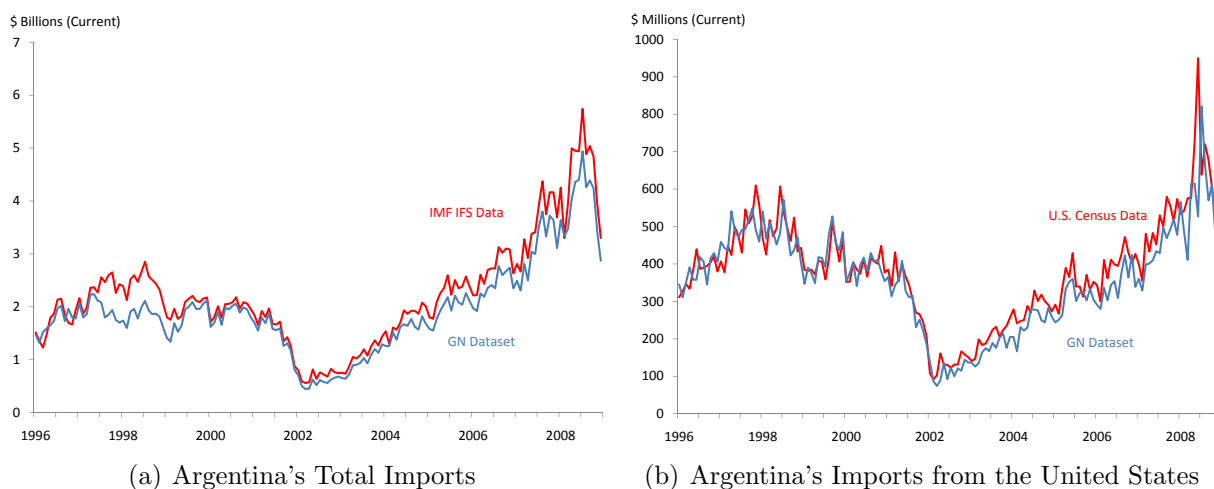 $ Billions (Current)
7
6
5
4
3
2
1
0
IMF IFS Data
GN Dataset
1996 1998 2000 2002 2004 2006 2008
(a) Argentina's Total Imports
$ Millions (Current)
1000
900
800
700
600
500
400
300
200
100
0
U.S. Census Data
GN Dataset
1996 1998 2000 2002 2004 2006 2008
(b) Argentina's Imports from the United States